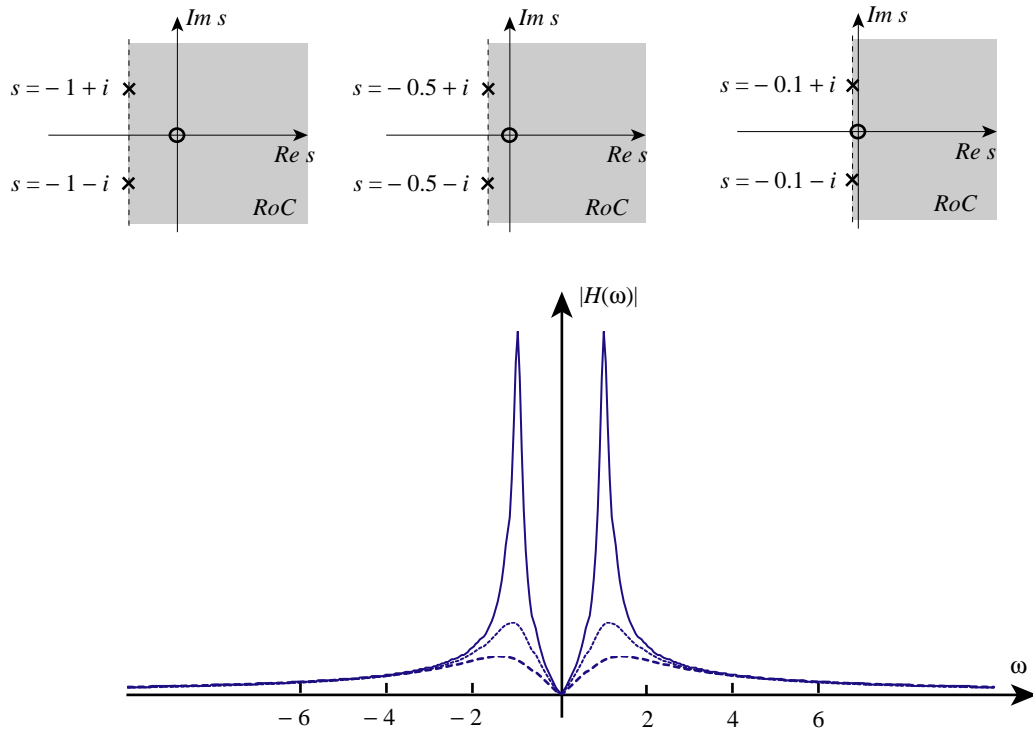 Im s
s = − 1 + i
Re s
s = − 1 − i
RoC
Im s
s = − 0.5 + i
Re s
s = − 0.5 − i
RoC
Im s
s = − 0.1 + i
Re s
s = − 0.1 − i
RoC
|H(ω)|
ω
− 6 − 4 − 2 2 4 6